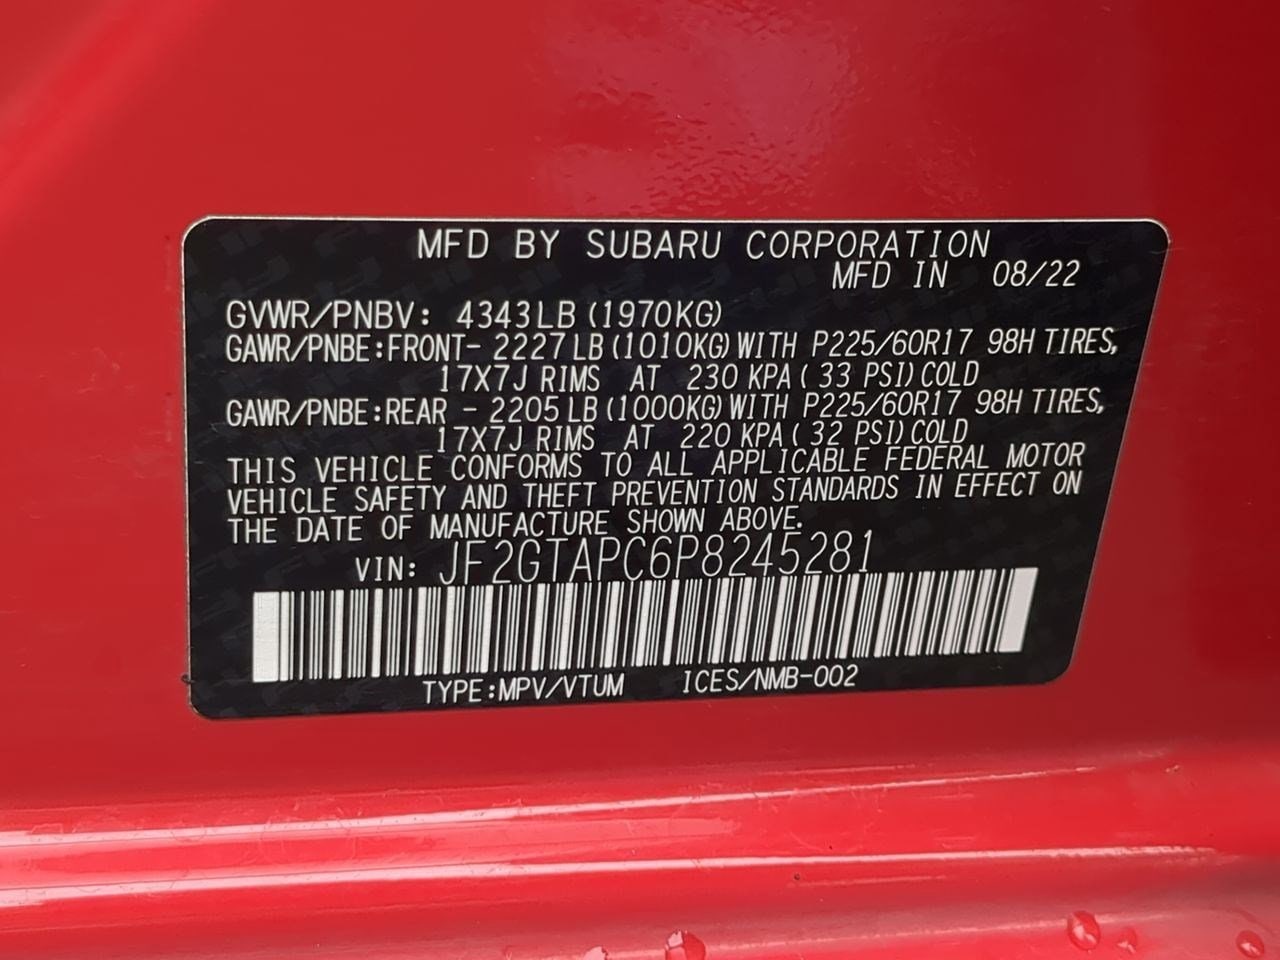 MFD BY SUBARU CORPORATION
MFD IN 08/22
GVWR/PNBV: 4343LB (1970KG)
GAWR/PNBE:FRONT- 2227LB(1010KG)WITH P225/60R17 98H TIRES,
17X7J RIMS AT 230 KPA( 33 PSI)COLD
GAWR/PNBE:REAR - 2205LB(1000KG)WITH P225/60R17 98H TIRES,
17X7J RIMS AT 220 KPA( 32 PSI)COLD
THIS VEHICLE CONFORMS TO ALL APPLICABLE FEDERAL MOTOR
VEHICLE SAFETY AND THEFT PREVENTION STANDARDS IN EFFECT ON
THE DATE OF MANUFACTURE SHOWN ABOVE.
VIN: JF2GTAPC6P8245281
TYPE:MPV/VTUM ICES/NMB-002